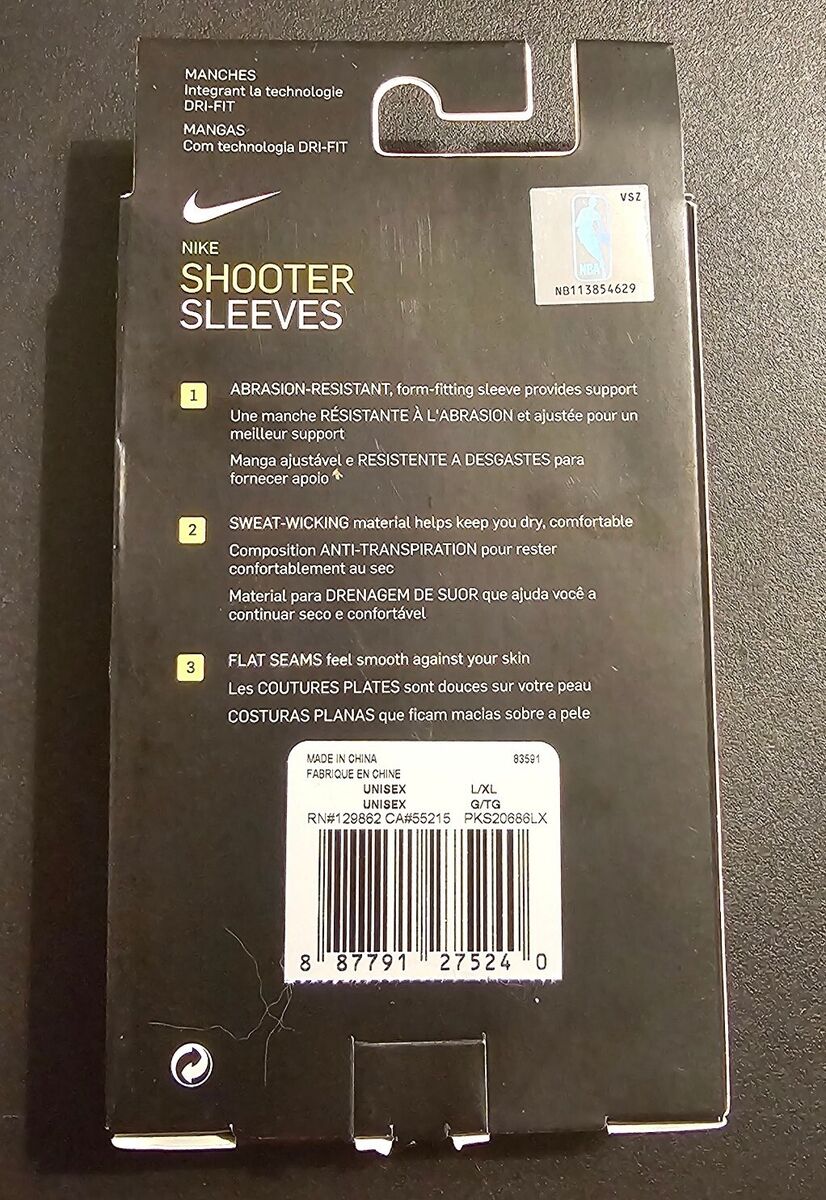 MANCHES
Integrant la technologie
DRI-FIT
MANGAS
Com technologia DRI-FIT
VSZ
NBA
NB113854629
NIKE
SHOOTER
SLEEVES
1
ABRASION-RESISTANT, form-fitting sleeve provides support
Une manche RÉSISTANTE À L'ABRASION et ajustée pour un
meilleur support
Manga ajustável e RESISTENTE A DESGASTES para
fornecer apoio
2
SWEAT-WICKING material helps keep you dry, comfortable
Composition ANTI-TRANSPIRATION pour rester
confortablement au sec
Material para DRENAGEM DE SUOR que ajuda você a
continuar seco e confortável
3
FLAT SEAMS feel smooth against your skin
Les COUTURES PLATES sont douces sur votre peau
COSTURAS PLANAS que ficam macias sobre a pele
MADE IN CHINA 83591
FABRIQUE EN CHINE
UNISEX L/XL
UNISEX G/TG
RN#129862 CA#55215 PKS20686LX
8 87791 27524 0